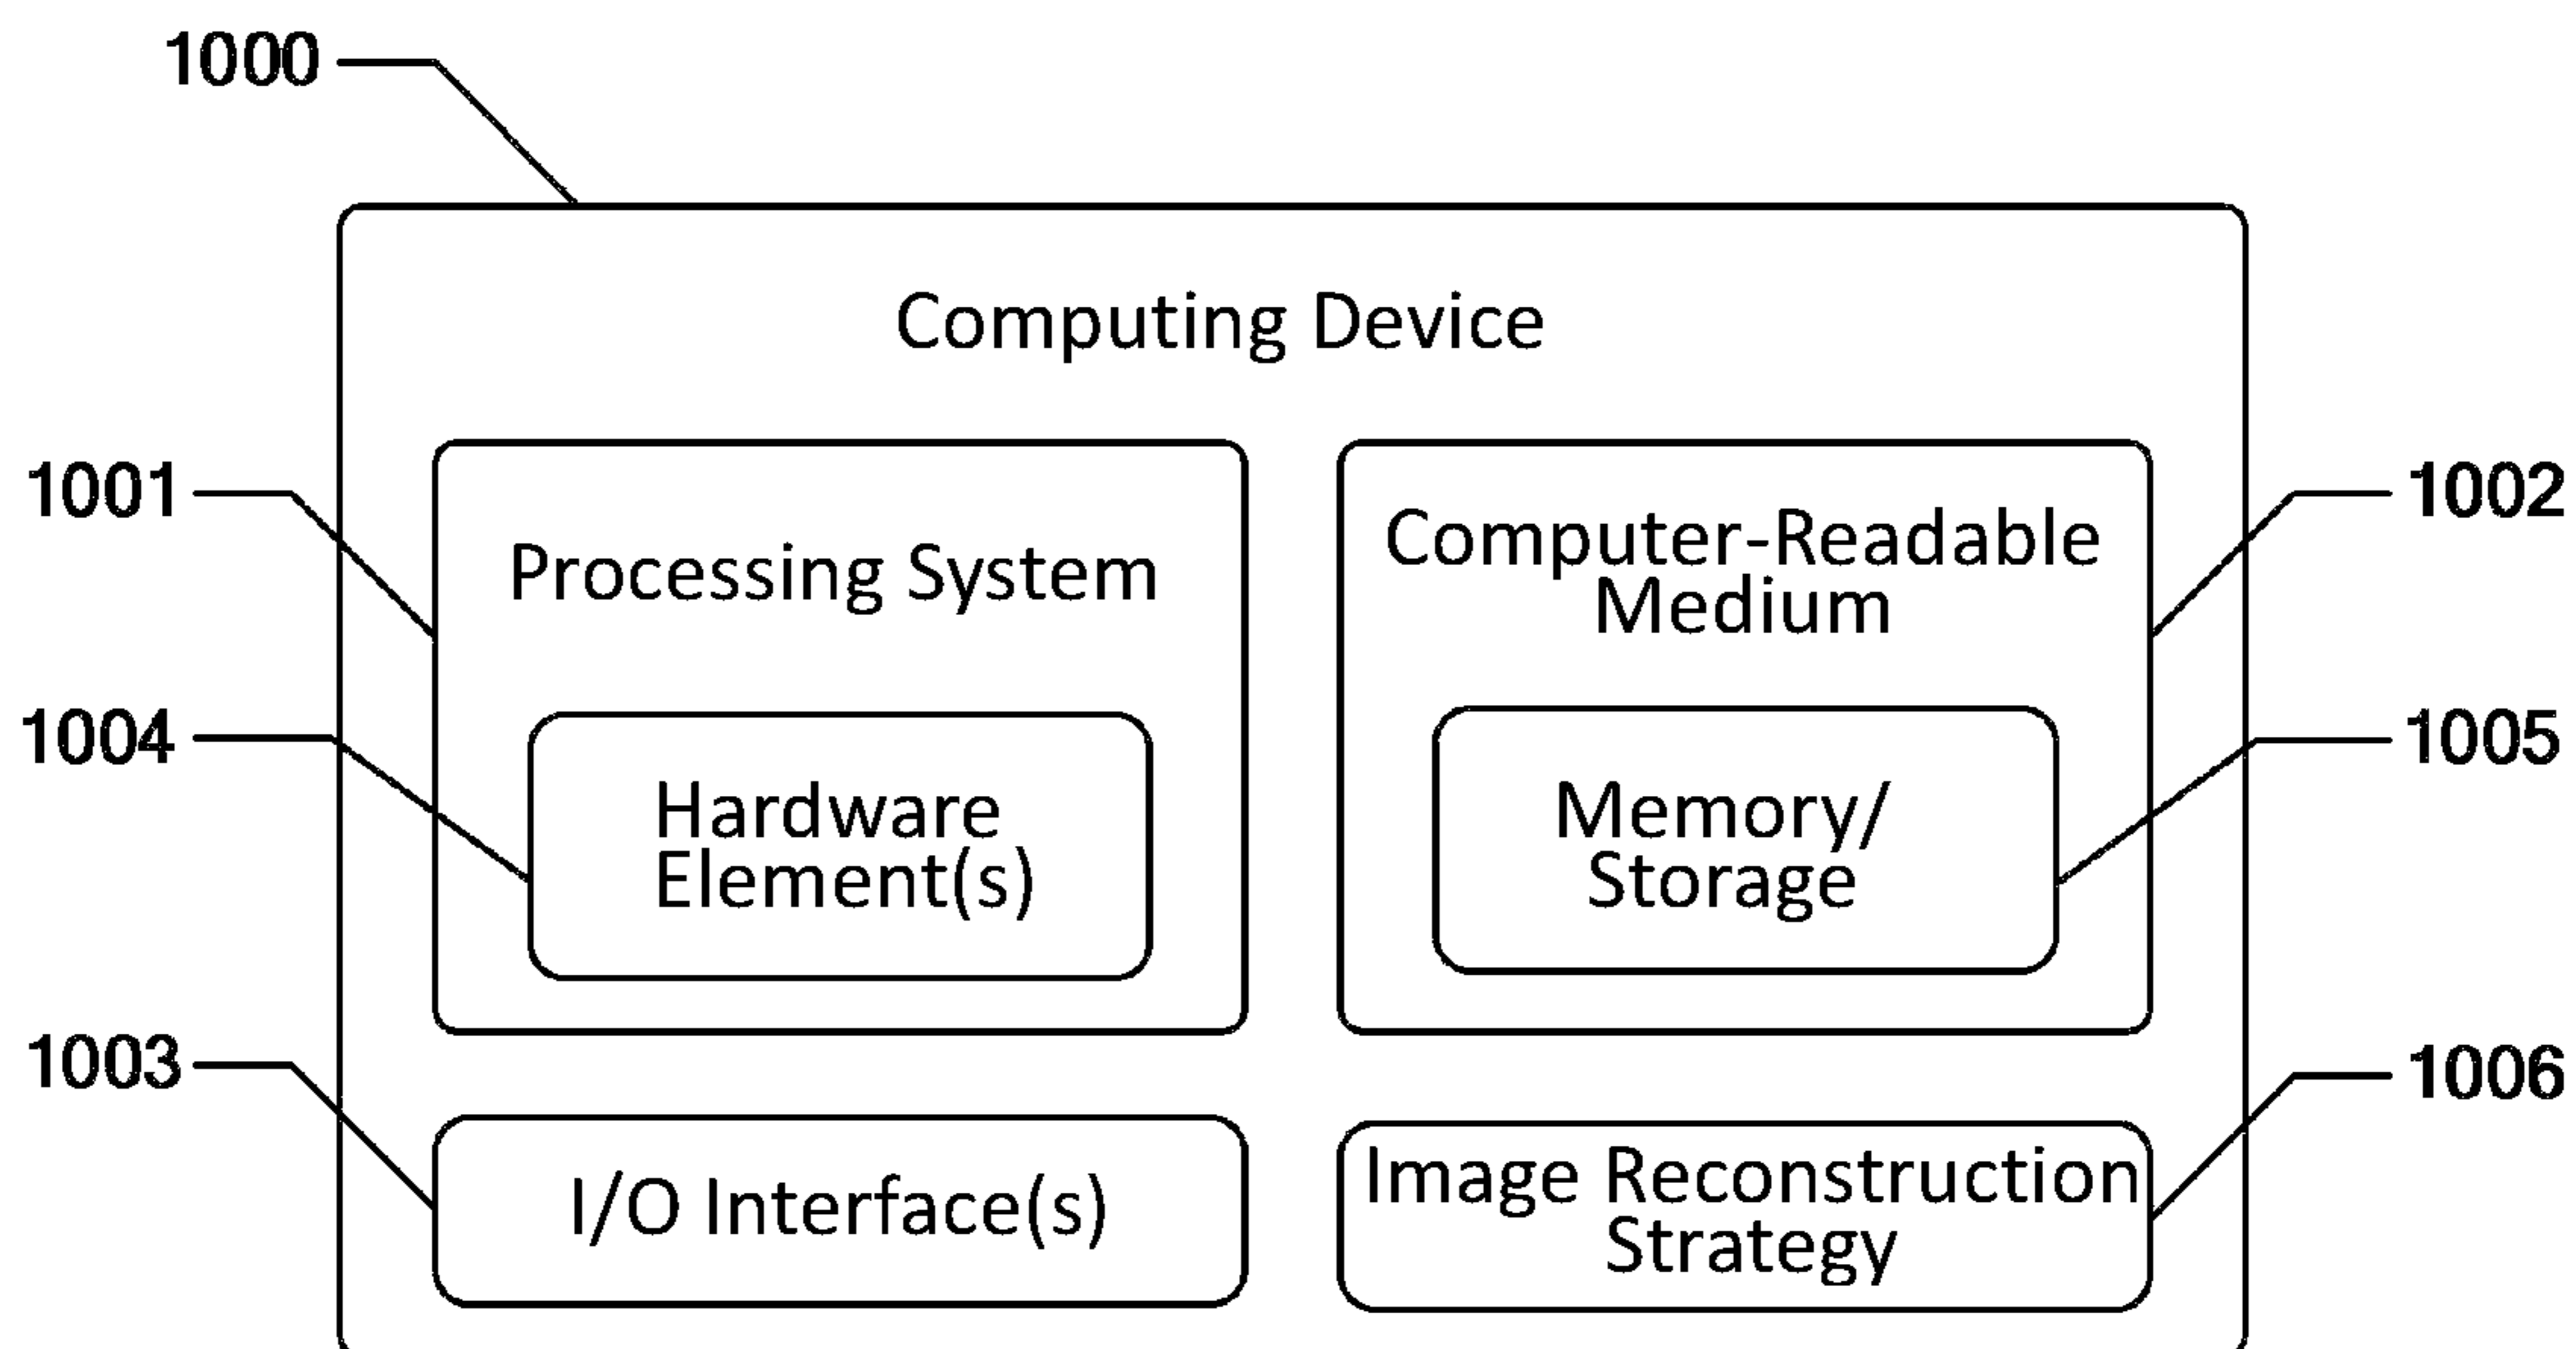 1000
Computing Device
1001
1002
Processing System
Computer-Readable
Medium
1004
1005
Hardware
Element(s)
Memory/
Storage
1003
1006
I/O Interface(s)
Image Reconstruction
Strategy